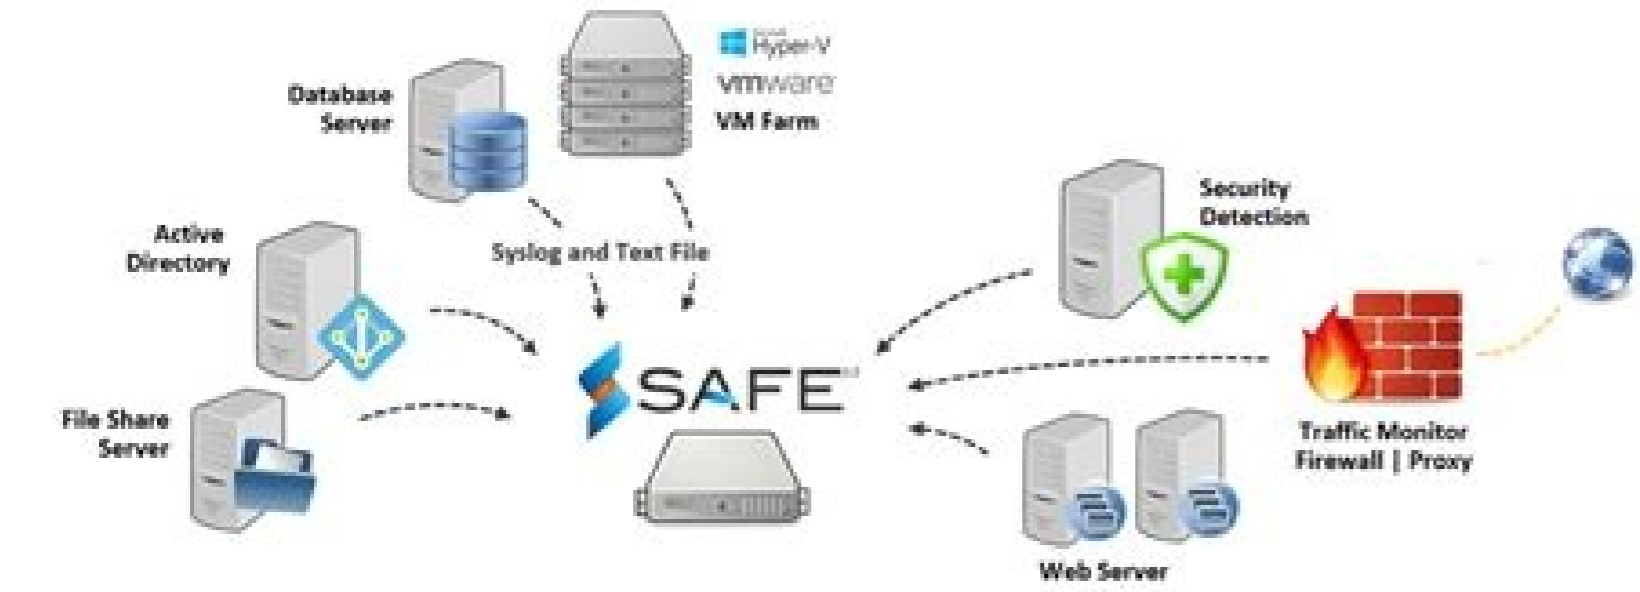 Hyper-V
vmware
VM Farm
Database
Server
Security
Detection
Active
Directory
Syslog and Text File
SAFE
File Share
Server
Traffic Monitor
Firewall | Proxy
Web Server